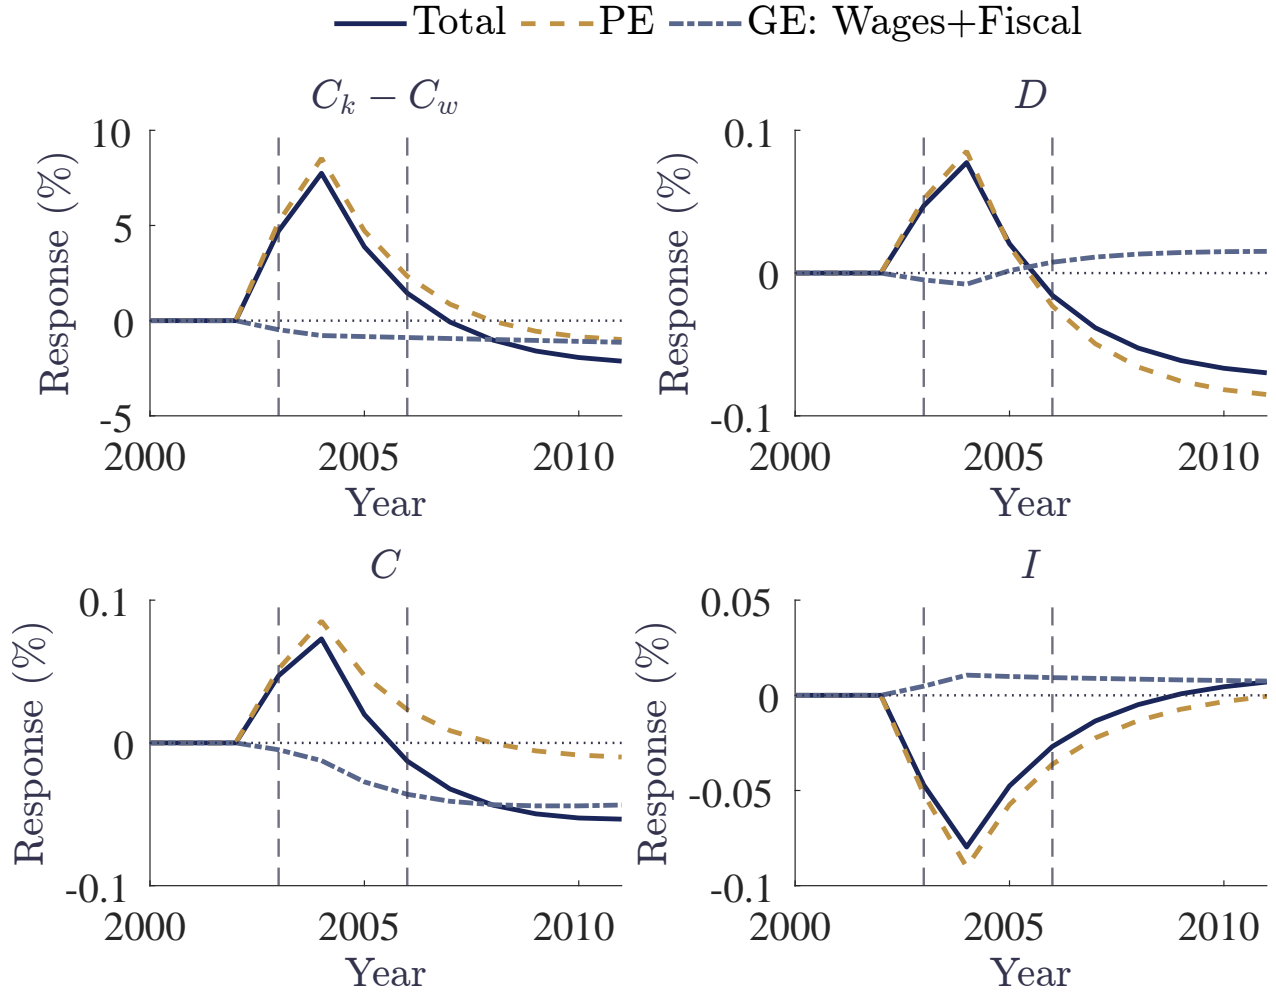 Total PE GE: Wages+Fiscal
C_k − C_w
Response (%)
10
5
0
-5
2000 2005 2010
Year
D
Response (%)
0.1
0
-0.1
2000 2005 2010
Year
C
Response (%)
0.1
0
-0.1
2000 2005 2010
Year
I
Response (%)
0.05
0
-0.05
-0.1
2000 2005 2010
Year